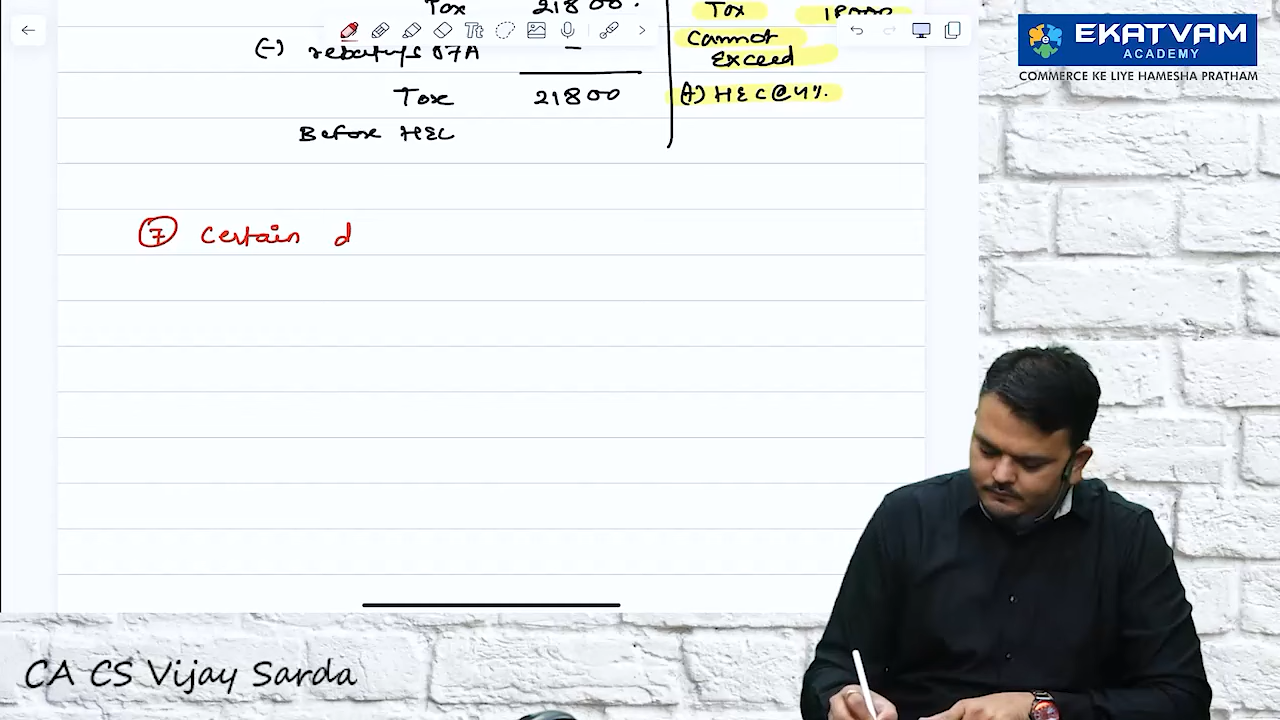 Tax 21800.
(-) rebate u/s 87A -
Tax 21800
Before HEC
Tax
Cannot
Exceed
(+) HEC@4%.
7 Certain d
Tt
EKATVAM
ACADEMY
COMMERCE KE LIYE HAMESHA PRATHAM
CA CS Vijay Sarda